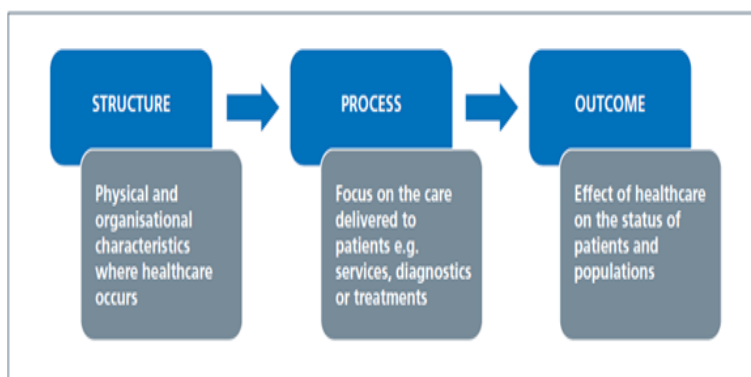 STRUCTURE
Physical and
organisational
characteristics
where healthcare
occurs
PROCESS
Focus on the care
delivered to
patients e.g.
services, diagnostics
or treatments
OUTCOME
Effect of healthcare
on the status of
patients and
populations